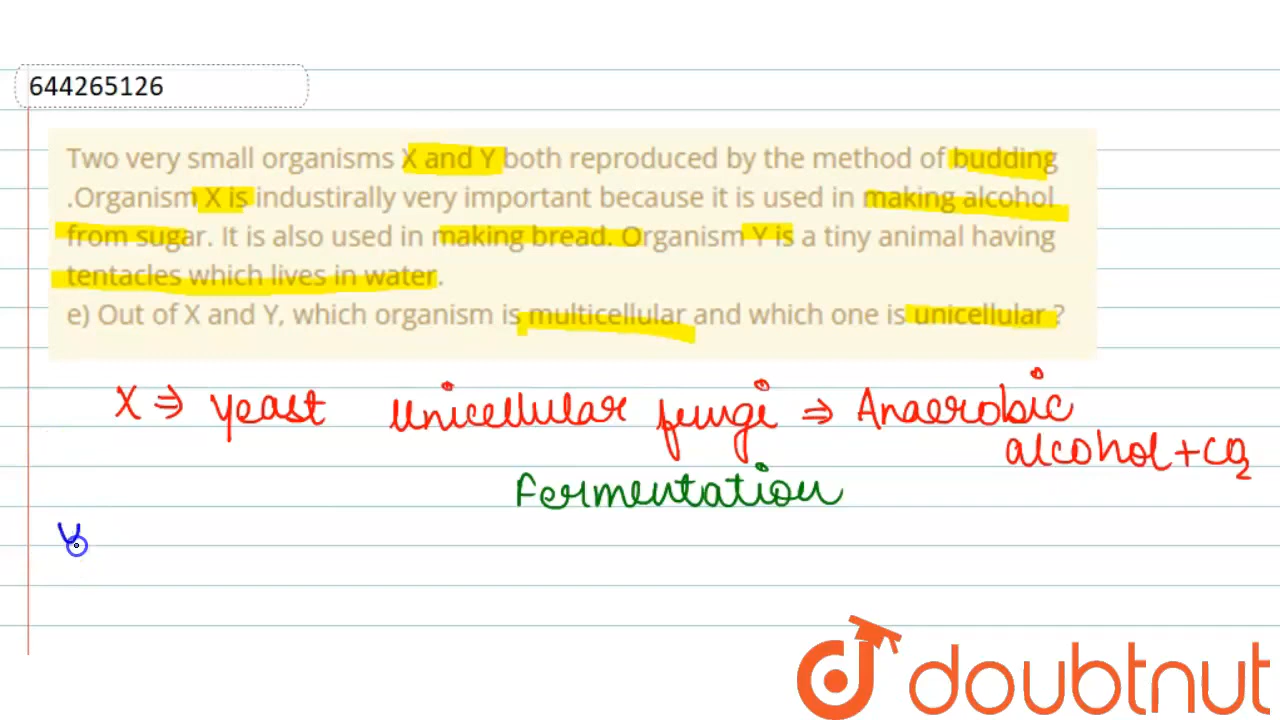 644265126
Two very small organisms X and Y both reproduced by the method of budding
.Organism X is industirally very important because it is used in making alcohol
from sugar. It is also used in making bread. Organism Y is a tiny animal having
tentacles which lives in water.
e) Out of X and Y, which organism is multicellular and which one is unicellular ?
X ⇒ yeast unicellular fungi ⇒ Anaerobic
alcohol + CO2
Fermentation
doubtnut